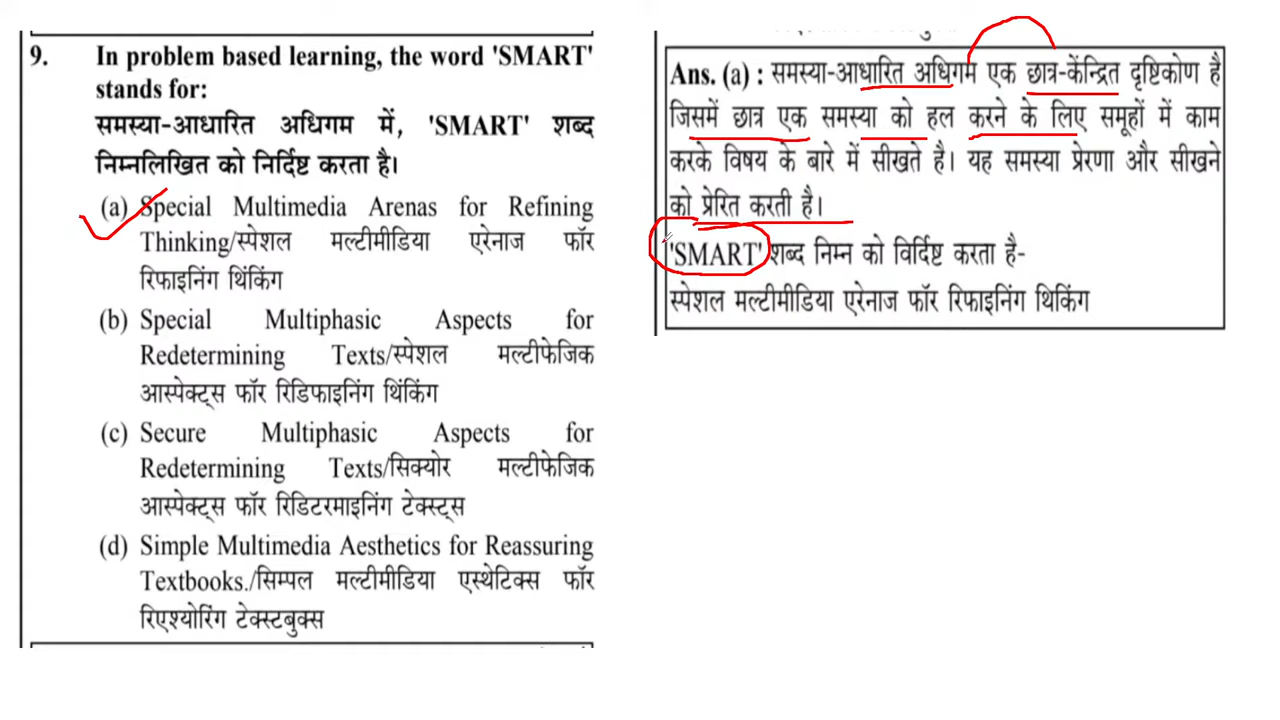 9. In problem based learning, the word 'SMART'
stands for:
समस्या-आधारित अधिगम में, 'SMART' शब्द
निम्नलिखित को निर्दिष्ट करता है।
(a) Special Multimedia Arenas for Refining
Thinking/स्पेशल मल्टीमीडिया एरेनाज फॉर
रिफाइनिंग थिंकिंग
(b) Special Multiphasic Aspects for
Redetermining Texts/स्पेशल मल्टीफेजिक
आस्पेक्ट्स फॉर रिडिफाइनिंग थिंकिंग
(c) Secure Multiphasic Aspects for
Redetermining Texts/सिक्योर मल्टीफेजिक
आस्पेक्ट्स फॉर रिडिटरमाइनिंग टेक्स्ट्स
(d) Simple Multimedia Aesthetics for Reassuring
Textbooks./सिम्पल मल्टीमीडिया एस्थेटिक्स फॉर
रिएश्योरिंग टेक्स्टबुक्स
Ans. (a) : समस्या-आधारित अधिगम एक छात्र-केंन्द्रित दृष्टिकोण है
जिसमें छात्र एक समस्या को हल करने के लिए समूहों में काम
करके विषय के बारे में सीखते है। यह समस्या प्रेरणा और सीखने
को प्रेरित करती है।
'SMART' शब्द निम्न को विर्दिष्ट करता है-
स्पेशल मल्टीमीडिया एरेनाज फॉर रिफाइनिंग थिकिंग